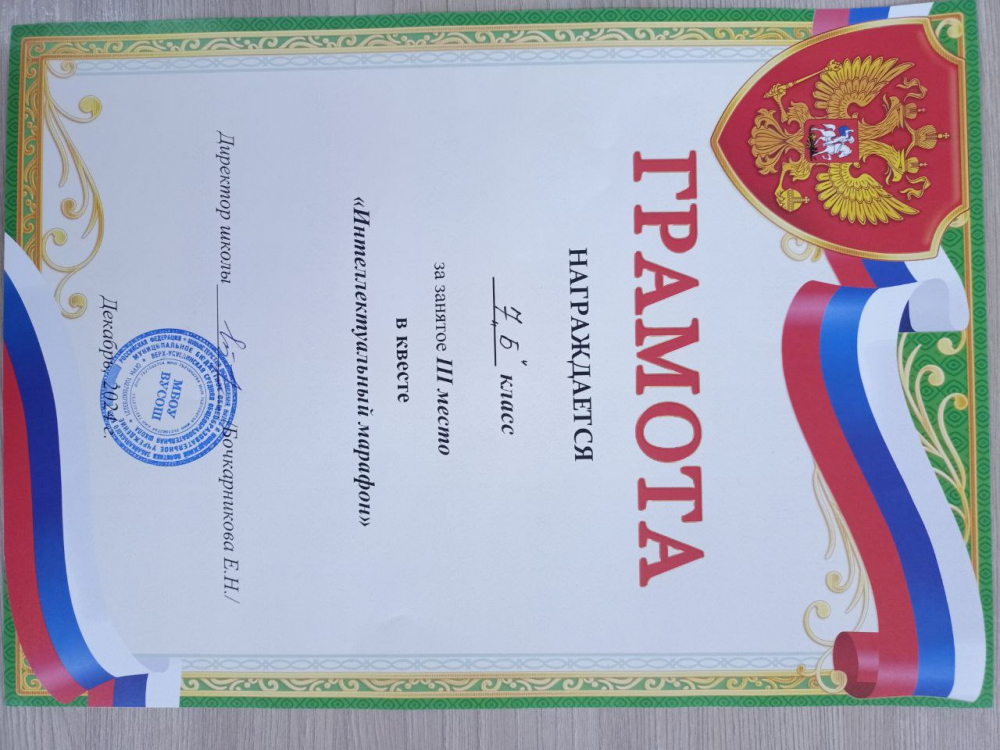 ГРАМОТА
НАГРАЖДАЕТСЯ
7„Б" класс
за занятое III место
в квесте
«Интеллектуальный марафон»
Директор школы /Бочкарникова Е.Н./
МБОУ
ВУСОШ
Декабрь, 2024 г.